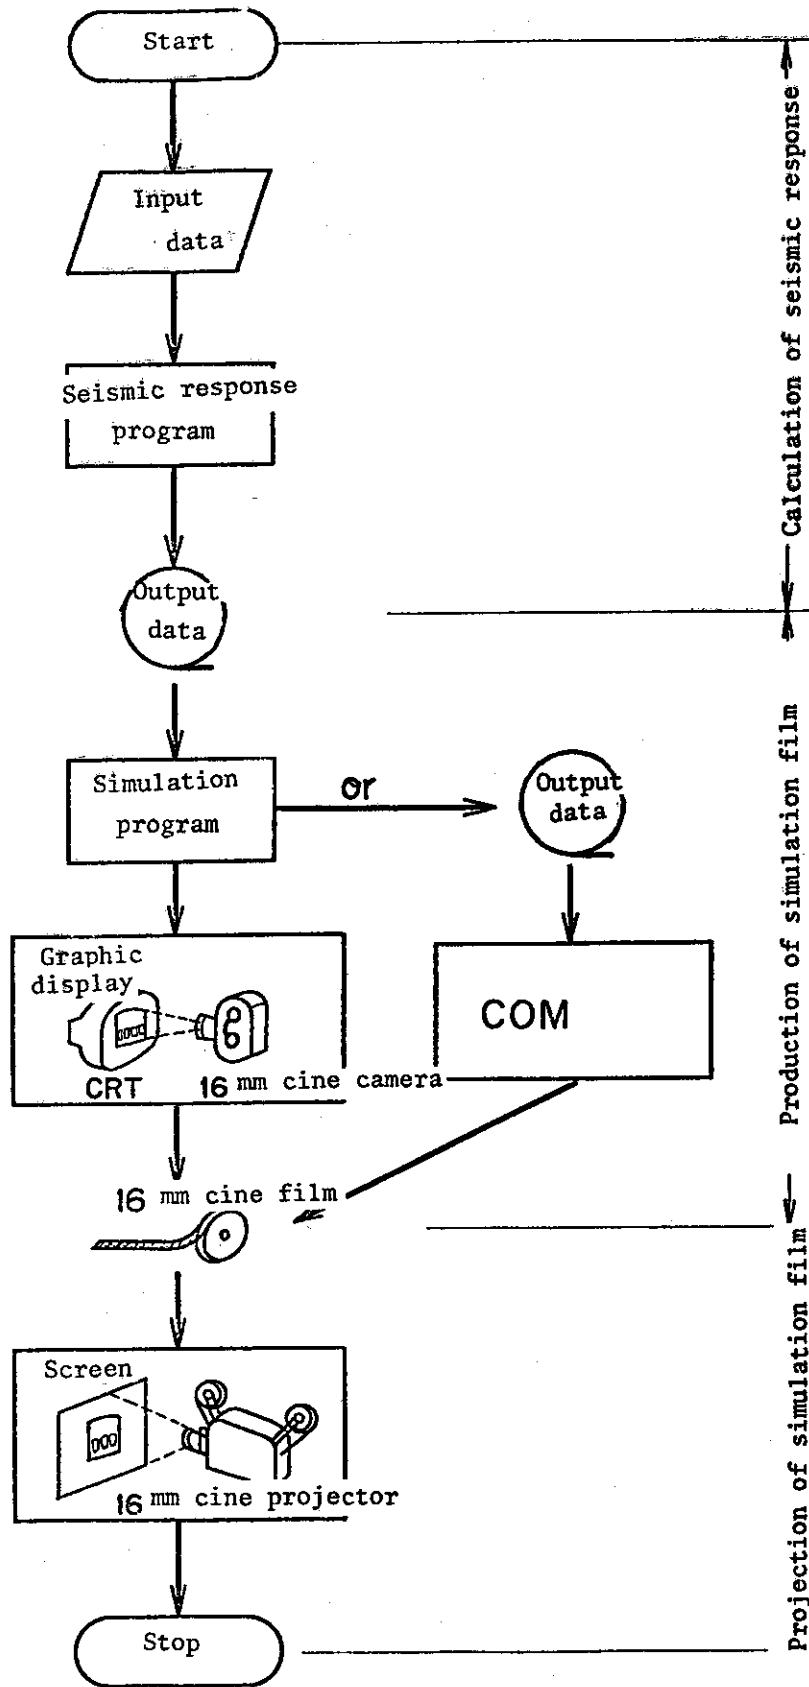 Start
Input
data
Seismic response
program
Output
data
Simulation
program
or
Output
data
Graphic
display
CRT
16 mm cine camera
COM
16 mm cine film
Screen
16 mm cine projector
Stop
Calculation of seismic response
Production of simulation film
Projection of simulation film